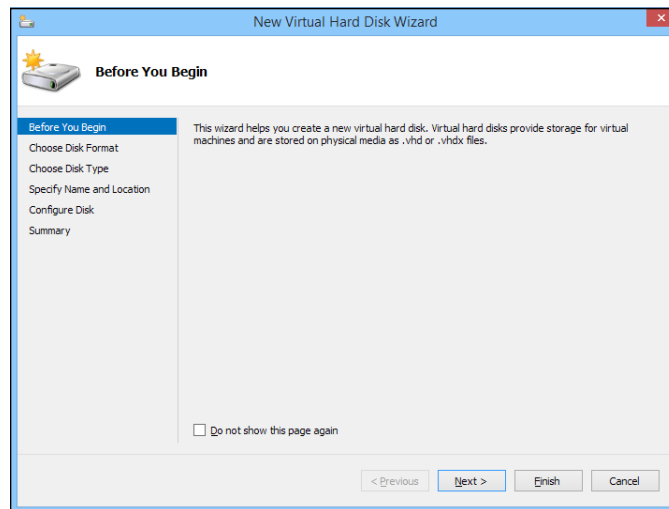 New Virtual Hard Disk Wizard
Before You Begin
Before You Begin
Choose Disk Format
Choose Disk Type
Specify Name and Location
Configure Disk
Summary
This wizard helps you create a new virtual hard disk. Virtual hard disks provide storage for virtual
machines and are stored on physical media as .vhd or .vhdx files.
Do not show this page again
< Previous
Next >
Finish
Cancel